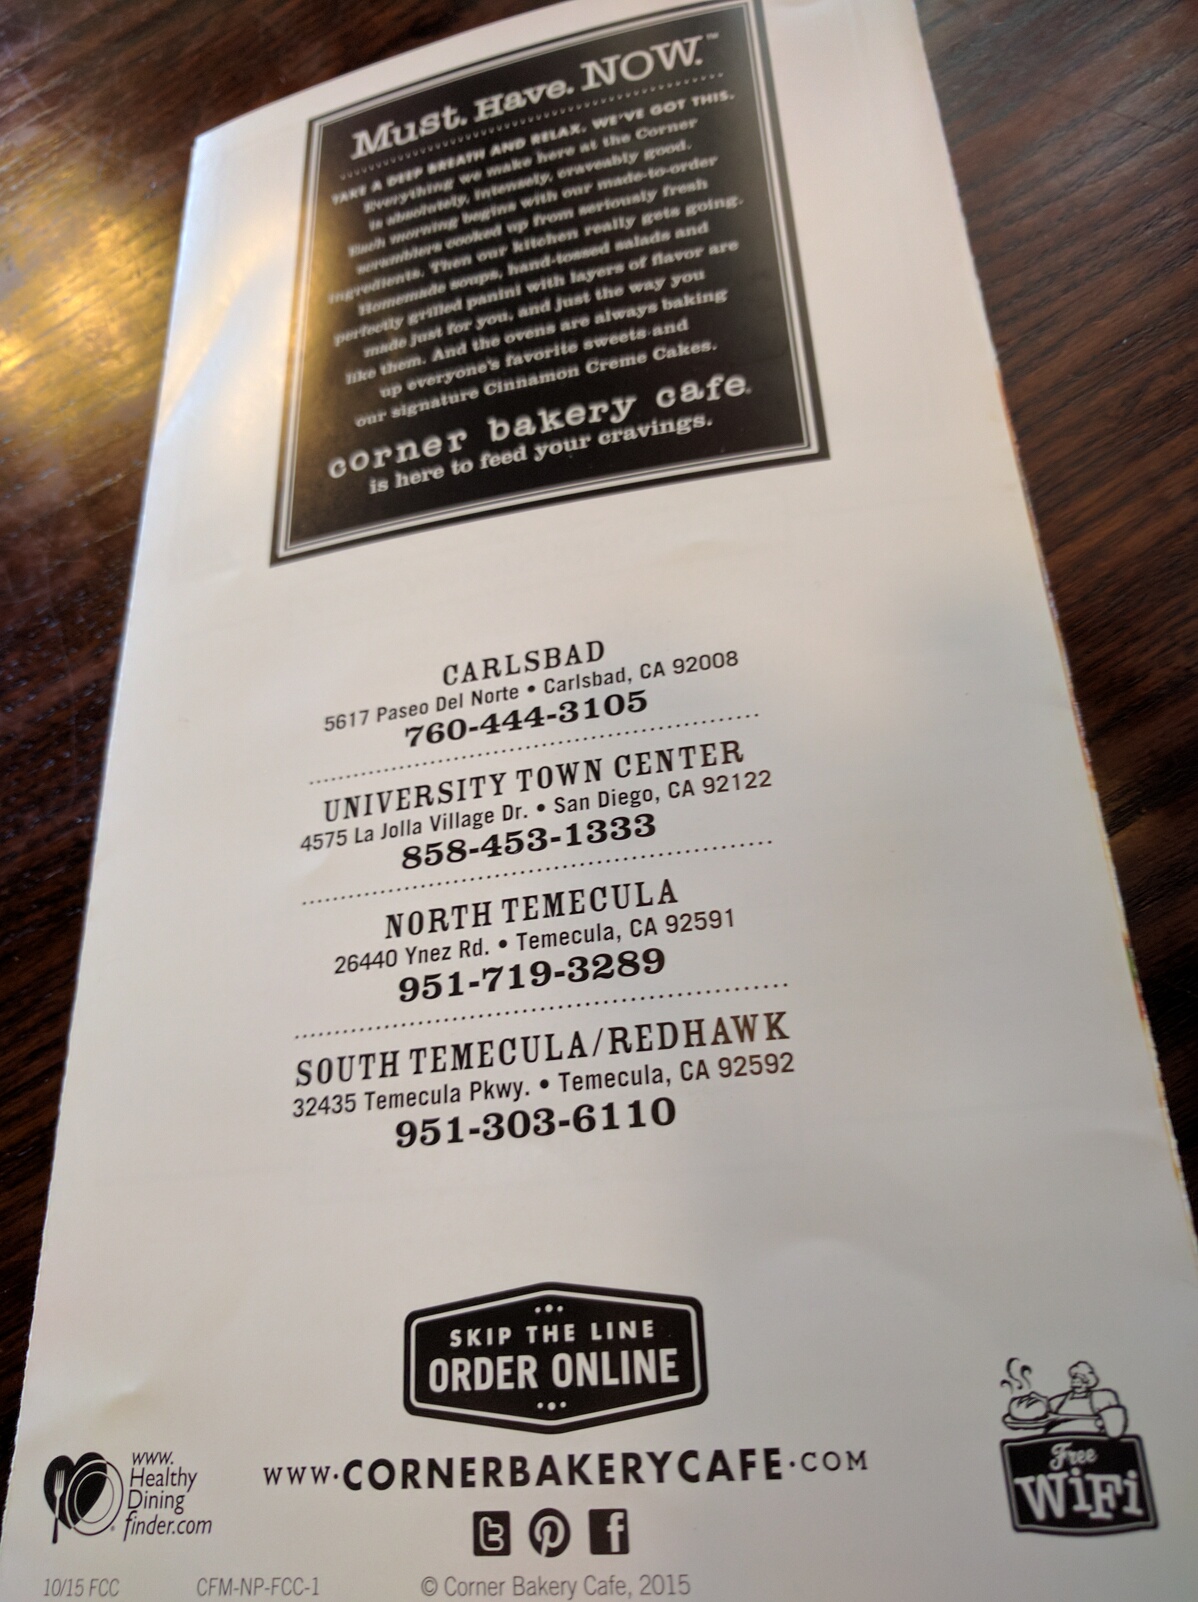 Must. Have. NOW.™
TAKE A DEEP BREATH AND RELAX. WE'VE GOT THIS.
Everything we make here at the Corner
is absolutely, intensely, craveably good.
Each morning begins with our made-to-order
scramblers cooked up from seriously fresh
ingredients. Then our kitchen really gets going.
Homemade soups, hand-tossed salads and
perfectly grilled panini with layers of flavor are
made just for you, and just the way you
like them. And the ovens are always baking
up everyone's favorite sweets and
our signature Cinnamon Creme Cakes.
corner bakery cafe®
is here to feed your cravings.
CARLSBAD
5617 Paseo Del Norte • Carlsbad, CA 92008
760-444-3105
UNIVERSITY TOWN CENTER
4575 La Jolla Village Dr. • San Diego, CA 92122
858-453-1333
NORTH TEMECULA
26440 Ynez Rd. • Temecula, CA 92591
951-719-3289
SOUTH TEMECULA/REDHAWK
32435 Temecula Pkwy. • Temecula, CA 92592
951-303-6110
SKIP THE LINE
ORDER ONLINE
www.
Healthy
Dining
finder.com
WWW.CORNERBAKERYCAFE.COM
Free
WiFi
10/15 FCC CFM-NP-FCC-1 © Corner Bakery Cafe, 2015